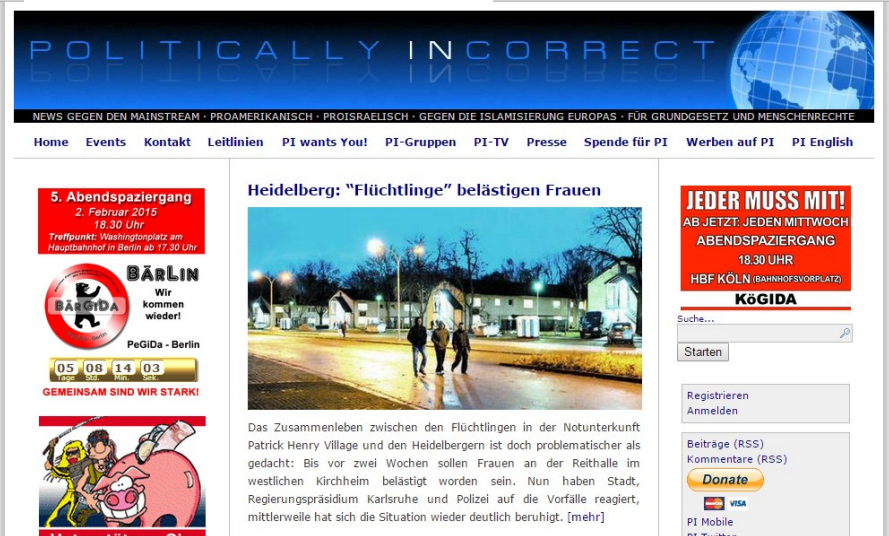 POLITICALLY INCORRECT
NEWS GEGEN DEN MAINSTREAM · PROAMERIKANISCH · PROISRAELISCH · GEGEN DIE ISLAMISIERUNG EUROPAS · FÜR GRUNDGESETZ UND MENSCHENRECHTE
Home Events Kontakt Leitlinien PI wants You! PI-Gruppen PI-TV Presse Spende für PI Werben auf PI PI English
5. Abendspaziergang
2. Februar 2015
18.30 Uhr
Treffpunkt: Washingtonplatz am
Hauptbahnhof in Berlin ab 17.30 Uhr
BÄRLIN
Wir
kommen
wieder!
BÄRGIDA
PeGiDa - Berlin
05 08 14 03
Tage Std. Min. Sek.
GEMEINSAM SIND WIR STARK!
Heidelberg: “Flüchtlinge” belästigen Frauen
Das Zusammenleben zwischen den Flüchtlingen in der Notunterkunft
Patrick Henry Village und den Heidelbergern ist doch problematischer als
gedacht: Bis vor zwei Wochen sollen Frauen an der Reithalle im
westlichen Kirchheim belästigt worden sein. Nun haben Stadt,
Regierungspräsidium Karlsruhe und Polizei auf die Vorfälle reagiert,
mittlerweile hat sich die Situation wieder deutlich beruhigt. [mehr]
JEDER MUSS MIT!
AB JETZT: JEDEN MITTWOCH
ABENDSPAZIERGANG
18.30 UHR
HBF KÖLN (BAHNHOFSVORPLATZ)
KÖGIDA
Suche...
Starten
Registrieren
Anmelden
Beiträge (RSS)
Kommentare (RSS)
Donate
VISA
PI Mobile
PI Twitter